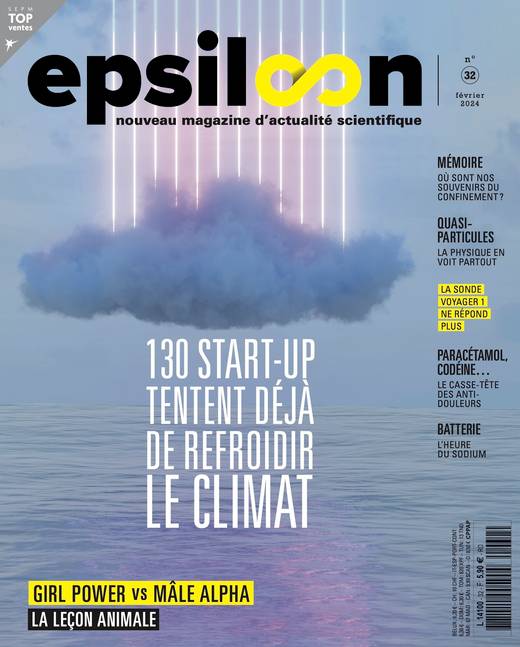 SEPM
TOP
ventes
epsiloon
nouveau magazine d'actualité scientifique
n°
32
février
2024
MÉMOIRE
OÙ SONT NOS
SOUVENIRS DU
CONFINEMENT ?
QUASI-
PARTICULES
LA PHYSIQUE EN
VOIT PARTOUT
LA SONDE
VOYAGER 1
NE RÉPOND
PLUS
PARACÉTAMOL,
CODÉINE...
LE CASSE-TÊTE
DES ANTI-
DOULEURS
BATTERIE
L'HEURE
DU SODIUM
130 START-UP
TENTENT DÉJÀ
DE REFROIDIR
LE CLIMAT
GIRL POWER vs MÂLE ALPHA
LA LEÇON ANIMALE
L 14100 - 32 - F: 5,90 € - RD